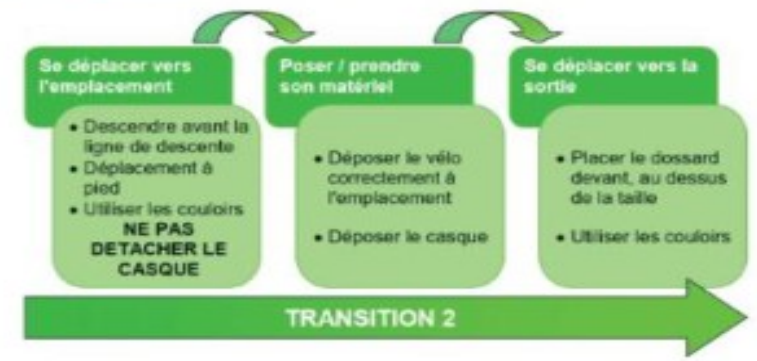 Se déplacer vers
l'emplacement
• Descendre avant la
ligne de descente
• Déplacement à
pied
• Utiliser les couloirs
NE PAS
DETACHER LE
CASQUE
Poser / prendre
son matériel
• Déposer le vélo
correctement à
l'emplacement
• Déposer le casque
Se déplacer vers la
sortie
• Placer le dossard
devant, au dessus
de la taille
• Utiliser les couloirs
TRANSITION 2